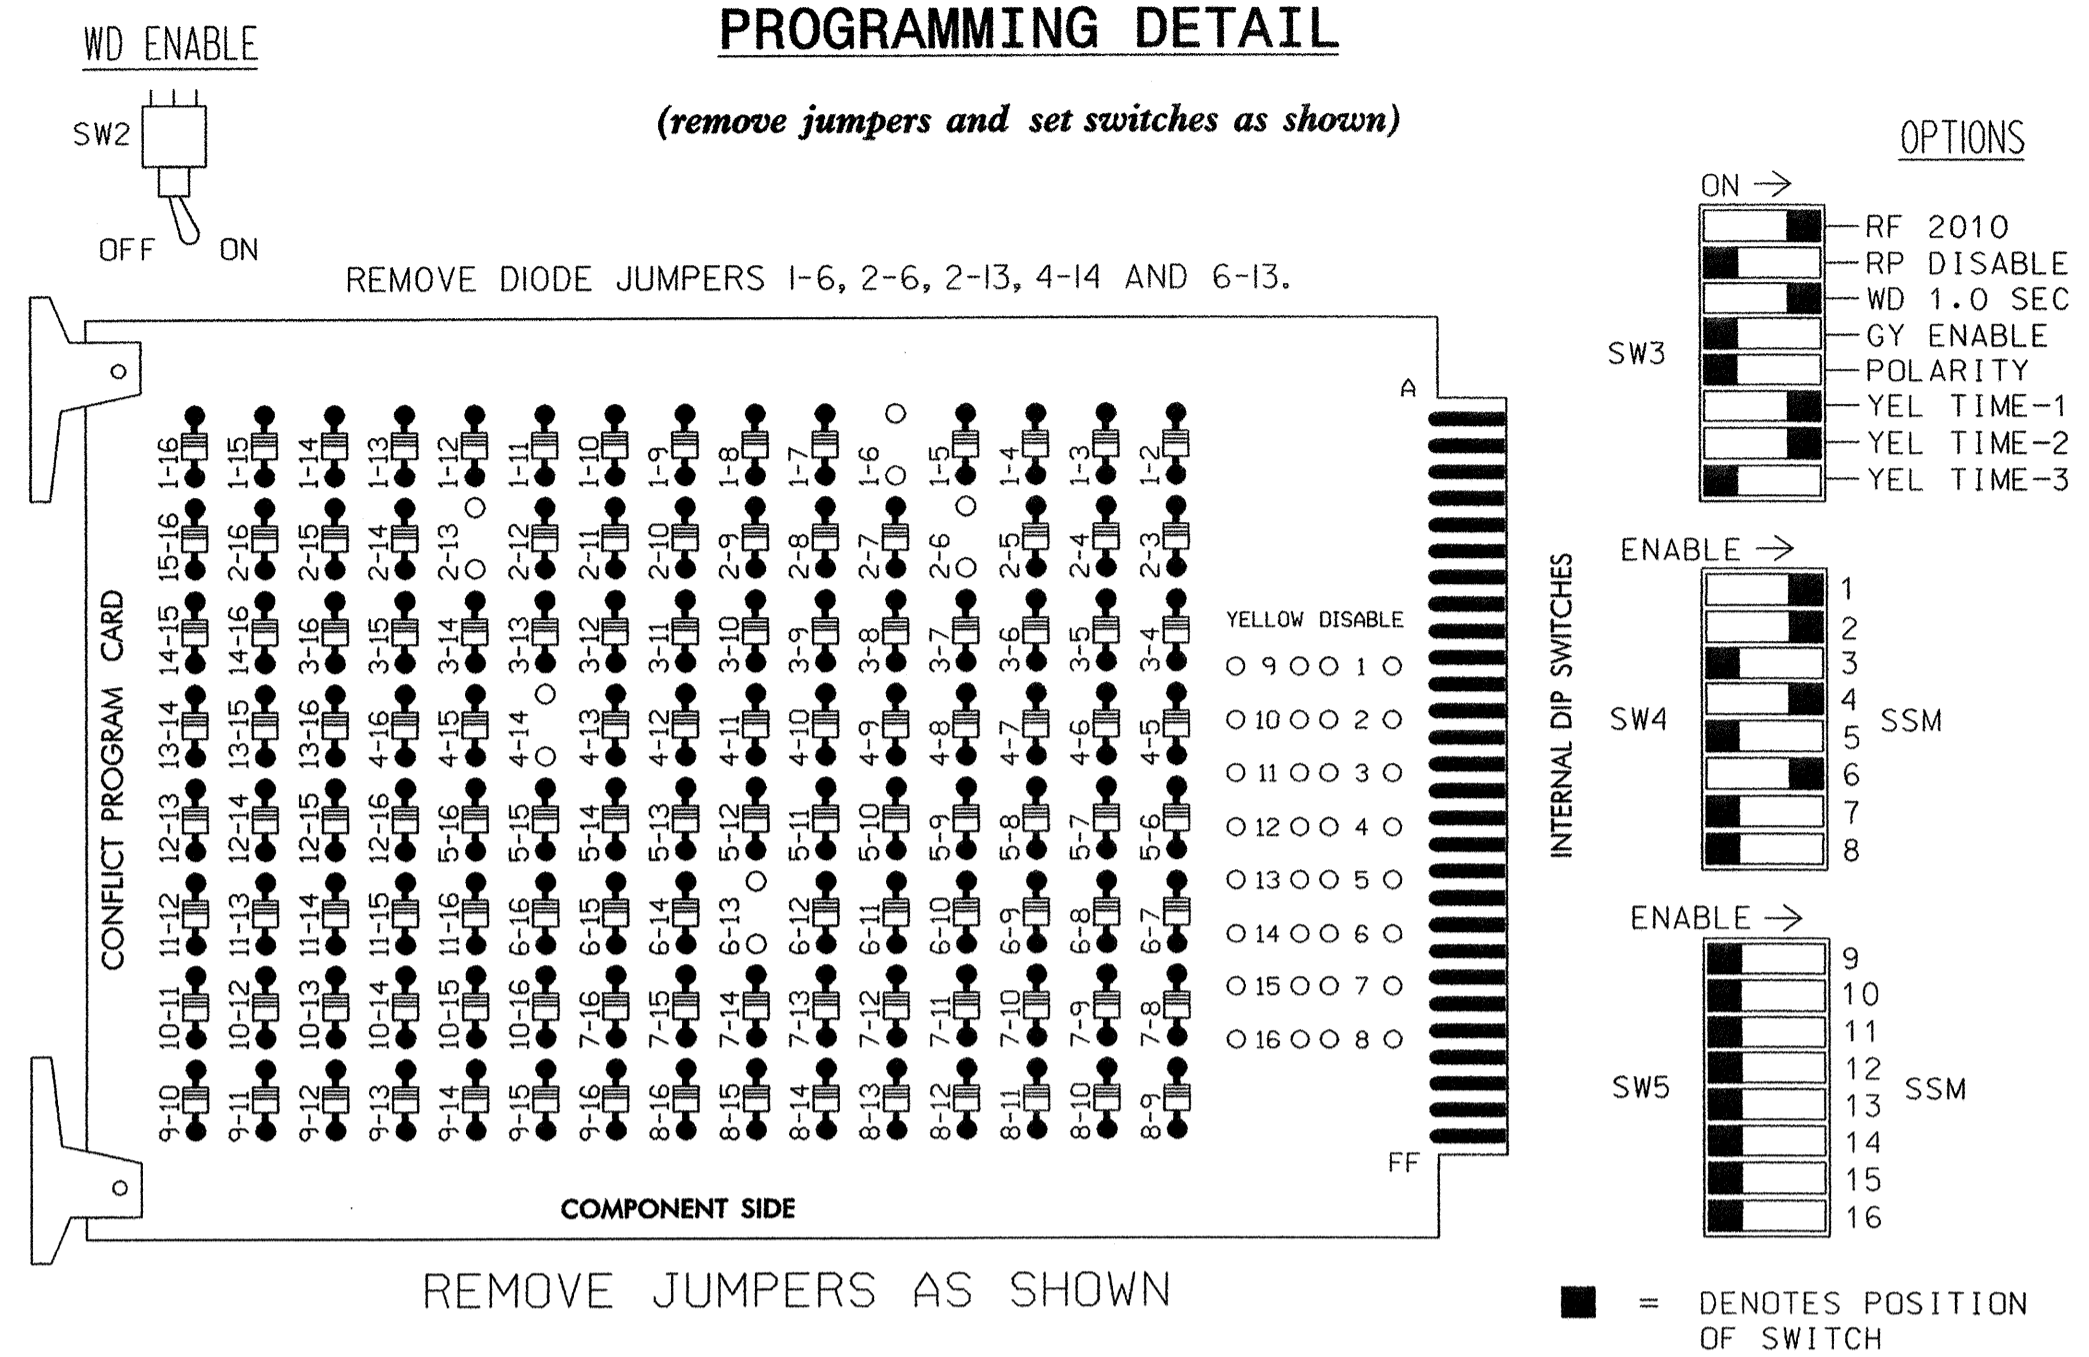 PROGRAMMING DETAIL
(remove jumpers and set switches as shown)
WD ENABLE
SW2
OFF ON
REMOVE DIODE JUMPERS 1-6, 2-6, 2-13, 4-14 AND 6-13.
CONFLICT PROGRAM CARD
A
1-16 1-15 1-14 1-13 1-12 1-11 1-10 1-9 1-8 1-7 1-6 1-5 1-4 1-3 1-2
15-16 2-16 2-15 2-14 2-13 2-12 2-11 2-10 2-9 2-8 2-7 2-6 2-5 2-4 2-3
14-15 14-16 3-16 3-15 3-14 3-13 3-12 3-11 3-10 3-9 3-8 3-7 3-6 3-5 3-4
13-14 13-15 13-16 4-16 4-15 4-14 4-13 4-12 4-11 4-10 4-9 4-8 4-7 4-6 4-5
12-13 12-14 12-15 12-16 5-16 5-15 5-14 5-13 5-12 5-11 5-10 5-9 5-8 5-7 5-6
11-12 11-13 11-14 11-15 11-16 6-16 6-15 6-14 6-13 6-12 6-11 6-10 6-9 6-8 6-7
10-11 10-12 10-13 10-14 10-15 10-16 7-16 7-15 7-14 7-13 7-12 7-11 7-10 7-9 7-8
9-10 9-11 9-12 9-13 9-14 9-15 9-16 8-16 8-15 8-14 8-13 8-12 8-11 8-10 8-9
YELLOW DISABLE
9 1
10 2
11 3
12 4
13 5
14 6
15 7
16 8
FF
COMPONENT SIDE
REMOVE JUMPERS AS SHOWN
INTERNAL DIP SWITCHES
OPTIONS
ON →
SW3
RF 2010
RP DISABLE
WD 1.0 SEC
GY ENABLE
POLARITY
YEL TIME-1
YEL TIME-2
YEL TIME-3
ENABLE →
SW4
1
2
3
4
5
6
7
8
SSM
ENABLE →
SW5
9
10
11
12
13
14
15
16
SSM
= DENOTES POSITION
OF SWITCH